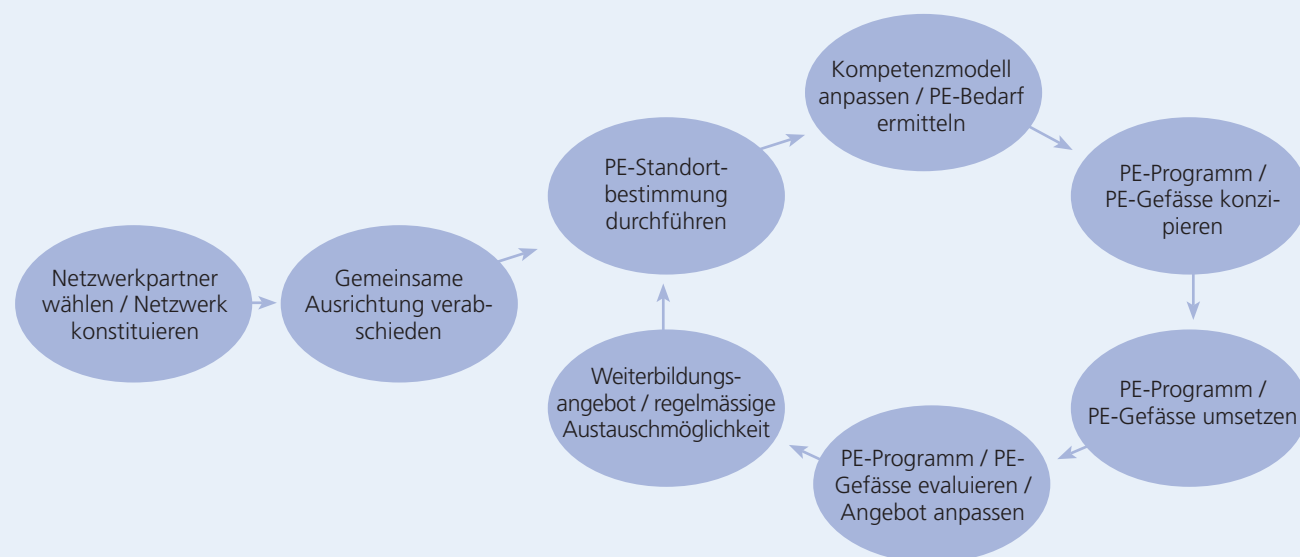 Netzwerkpartner
wählen / Netzwerk
konstituieren
Gemeinsame
Ausrichtung verab-
schieden
PE-Standort-
bestimmung
durchführen
Kompetenzmodell
anpassen / PE-Bedarf
ermitteln
PE-Programm /
PE-Gefässe konzi-
pieren
PE-Programm /
PE-Gefässe umsetzen
PE-Programm / PE-
Gefässe evaluieren /
Angebot anpassen
Weiterbildungs-
angebot / regelmässige
Austauschmöglichkeit